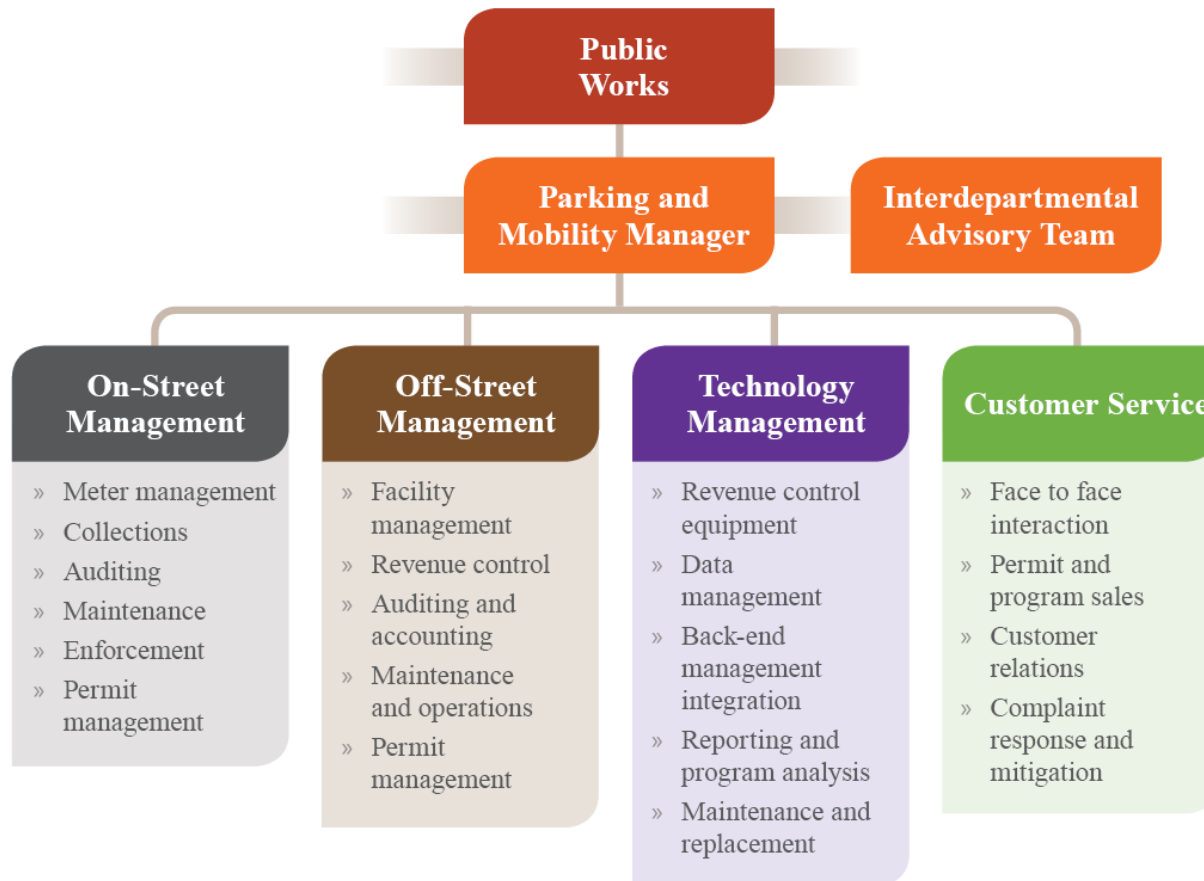 Public
Works
Parking and
Mobility Manager
Interdepartmental
Advisory Team
On-Street
Management
» Meter management
» Collections
» Auditing
» Maintenance
» Enforcement
» Permit
management
Off-Street
Management
» Facility
management
» Revenue control
» Auditing and
accounting
» Maintenance
and operations
» Permit
management
Technology
Management
» Revenue control
equipment
» Data
management
» Back-end
management
integration
» Reporting and
program analysis
» Maintenance and
replacement
Customer Service
» Face to face
interaction
» Permit and
program sales
» Customer
relations
» Complaint
response and
mitigation